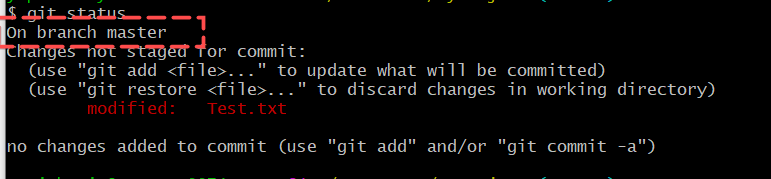 $ git status
On branch master
Changes not staged for commit:
  (use "git add <file>..." to update what will be committed)
  (use "git restore <file>..." to discard changes in working directory)
        modified:   Test.txt
no changes added to commit (use "git add" and/or "git commit -a")